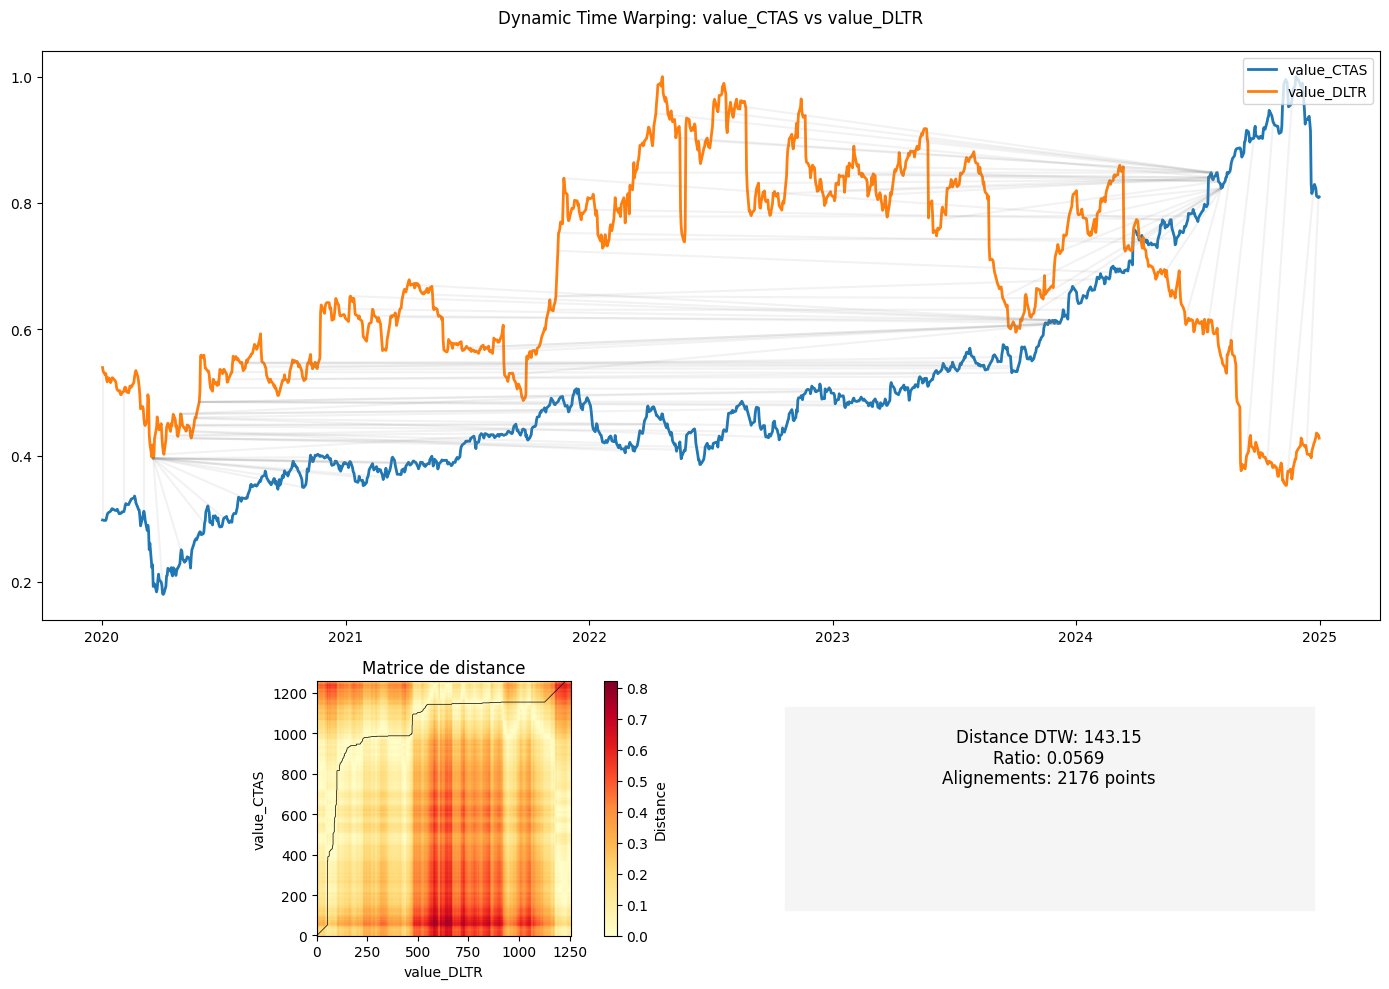 Dynamic Time Warping: value_CTAS vs value_DLTR
value_CTAS
value_DLTR
1.0
0.8
0.6
0.4
0.2
2020 2021 2022 2023 2024 2025
Matrice de distance
value_CTAS
1200
1000
800
600
400
200
0
0 250 500 750 1000 1250
value_DLTR
0.8
0.7
0.6
0.5
0.4
0.3
0.2
0.1
0.0
Distance
Distance DTW: 143.15
Ratio: 0.0569
Alignements: 2176 points